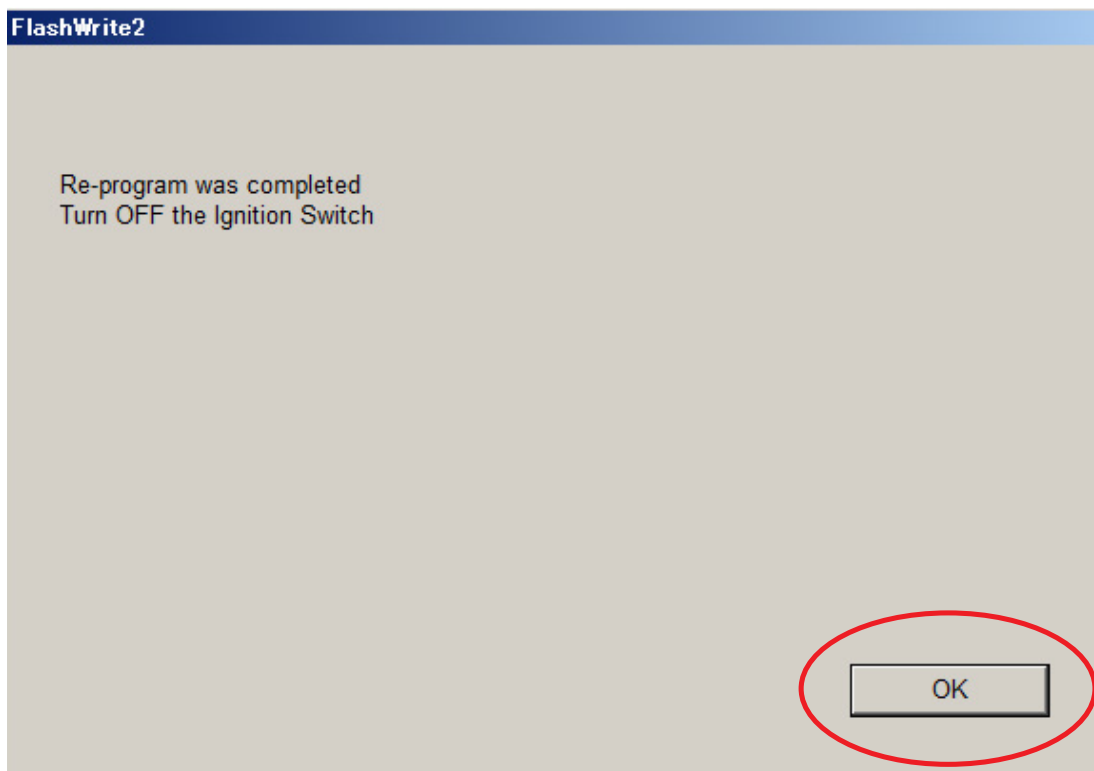 FlashWrite2
Re-program was completed
Turn OFF the Ignition Switch
OK